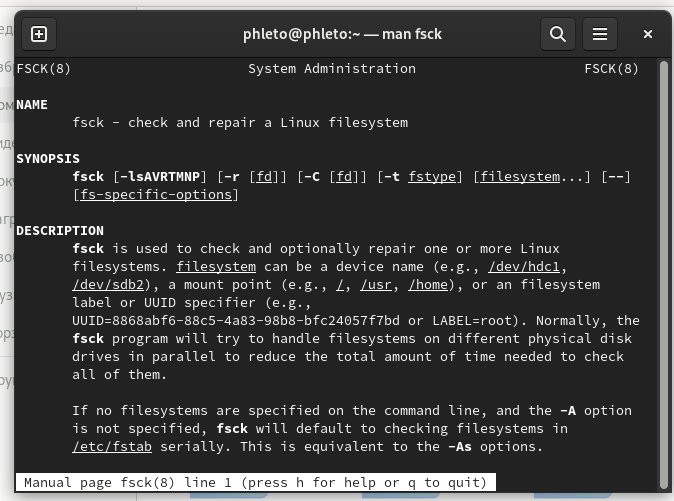 phleto@phleto:~ — man fsck
FSCK(8) System Administration FSCK(8)
NAME
fsck - check and repair a Linux filesystem
SYNOPSIS
fsck [-lsAVRTMNP] [-r [fd]] [-C [fd]] [-t fstype] [filesystem...] [--]
[fs-specific-options]
DESCRIPTION
fsck is used to check and optionally repair one or more Linux
filesystems. filesystem can be a device name (e.g., /dev/hdc1,
/dev/sdb2), a mount point (e.g., /, /usr, /home), or an filesystem
label or UUID specifier (e.g.,
UUID=8868abf6-88c5-4a83-98b8-bfc24057f7bd or LABEL=root). Normally, the
fsck program will try to handle filesystems on different physical disk
drives in parallel to reduce the total amount of time needed to check
all of them.
If no filesystems are specified on the command line, and the -A option
is not specified, fsck will default to checking filesystems in
/etc/fstab serially. This is equivalent to the -As options.
Manual page fsck(8) line 1 (press h for help or q to quit)